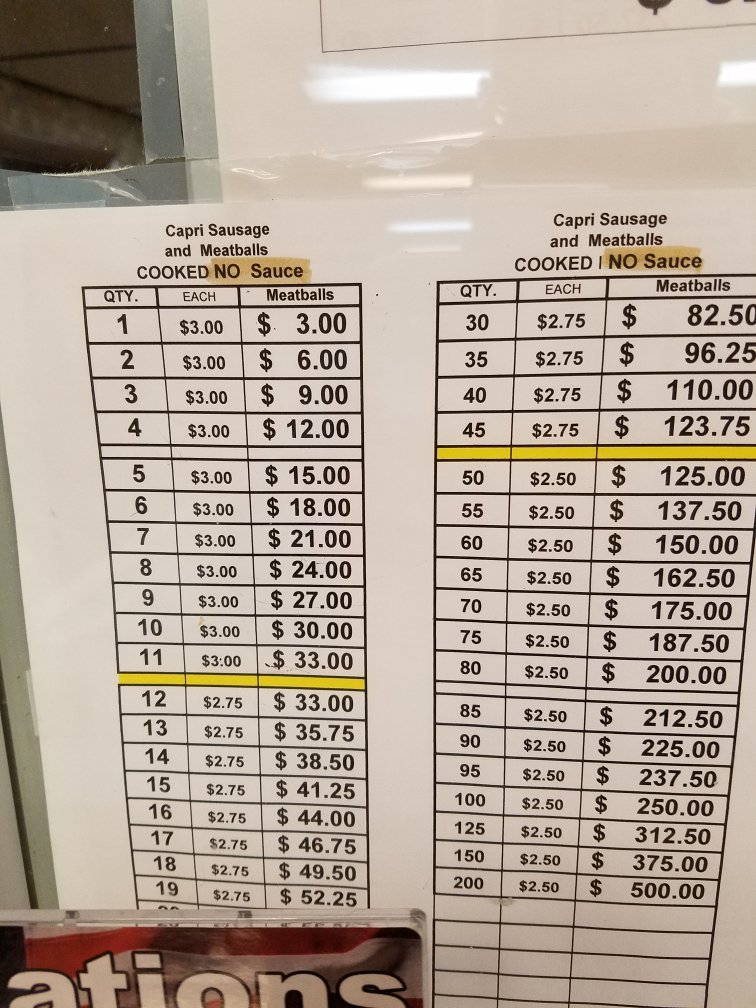 Capri Sausage
and Meatballs
COOKED NO Sauce
QTY. EACH Meatballs
1 $3.00 $ 3.00
2 $3.00 $ 6.00
3 $3.00 $ 9.00
4 $3.00 $ 12.00
5 $3.00 $ 15.00
6 $3.00 $ 18.00
7 $3.00 $ 21.00
8 $3.00 $ 24.00
9 $3.00 $ 27.00
10 $3.00 $ 30.00
11 $3.00 $ 33.00
12 $2.75 $ 33.00
13 $2.75 $ 35.75
14 $2.75 $ 38.50
15 $2.75 $ 41.25
16 $2.75 $ 44.00
17 $2.75 $ 46.75
18 $2.75 $ 49.50
19 $2.75 $ 52.25
Capri Sausage
and Meatballs
COOKED NO Sauce
QTY. EACH Meatballs
30 $2.75 $ 82.50
35 $2.75 $ 96.25
40 $2.75 $ 110.00
45 $2.75 $ 123.75
50 $2.50 $ 125.00
55 $2.50 $ 137.50
60 $2.50 $ 150.00
65 $2.50 $ 162.50
70 $2.50 $ 175.00
75 $2.50 $ 187.50
80 $2.50 $ 200.00
85 $2.50 $ 212.50
90 $2.50 $ 225.00
95 $2.50 $ 237.50
100 $2.50 $ 250.00
125 $2.50 $ 312.50
150 $2.50 $ 375.00
200 $2.50 $ 500.00
ations